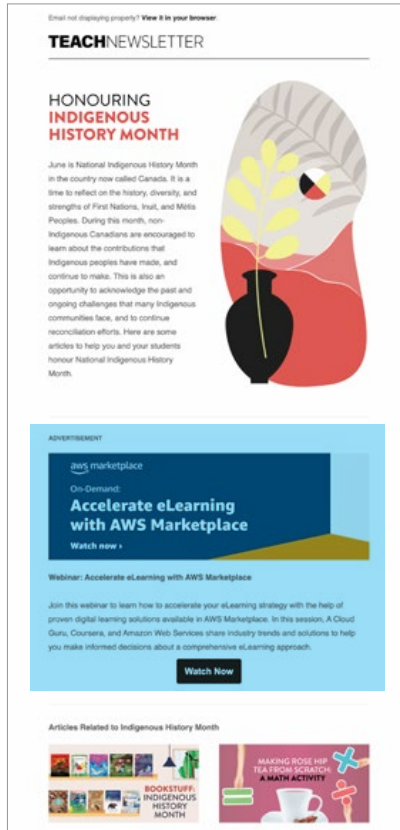 Email not displaying properly? View it in your browser.
TEACHNEWSLETTER
HONOURING
INDIGENOUS
HISTORY MONTH
June is National Indigenous History Month
in the country now called Canada. It is a
time to reflect on the history, diversity, and
strengths of First Nations, Inuit, and Métis
Peoples. During this month, non-
Indigenous Canadians are encouraged to
learn about the contributions that
Indigenous peoples have made, and
continue to make. This is also an
opportunity to acknowledge the past and
ongoing challenges that many Indigenous
communities face, and to continue
reconciliation efforts. Here are some
articles to help you and your students
honour National Indigenous History
Month.
ADVERTISEMENT
aws marketplace
On-Demand:
Accelerate eLearning
with AWS Marketplace
Watch now ›
Webinar: Accelerate eLearning with AWS Marketplace
Join this webinar to learn how to accelerate your eLearning strategy with the help of
proven digital learning solutions available in AWS Marketplace. In this session, A Cloud
Guru, Coursera, and Amazon Web Services share industry trends and solutions to help
you make informed decisions about a comprehensive eLearning approach.
Watch Now
Articles Related to Indigenous History Month
BOOKSTUFF:
INDIGENOUS
HISTORY
MONTH
MAKING ROSE HIP
TEA FROM SCRATCH:
A MATH ACTIVITY